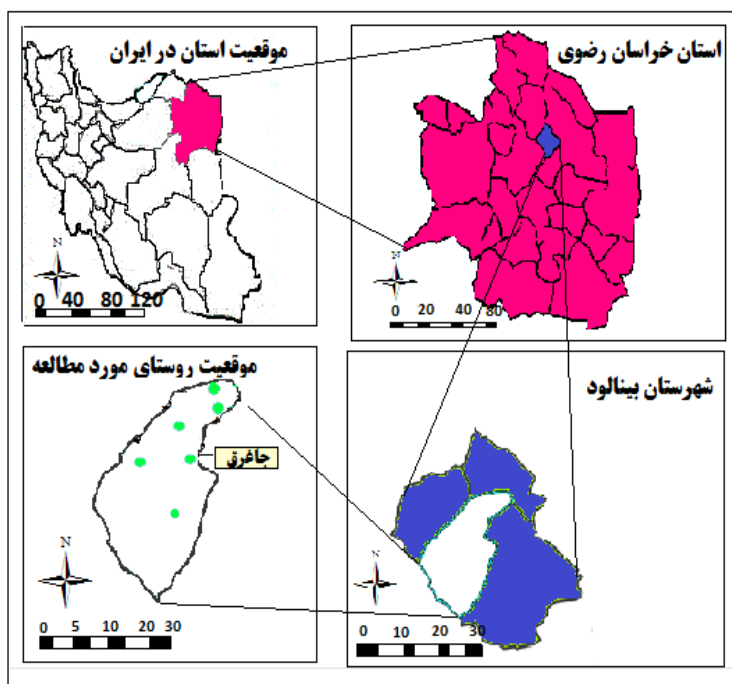 موقعیت استان در ایران
N
0 40 80 120
استان خراسان رضوی
N
0 20 40 80
موقعیت روستای مورد مطالعه
جاغرق
N
0 5 10 20 30
شهرستان بینالود
N
0 10 20 30